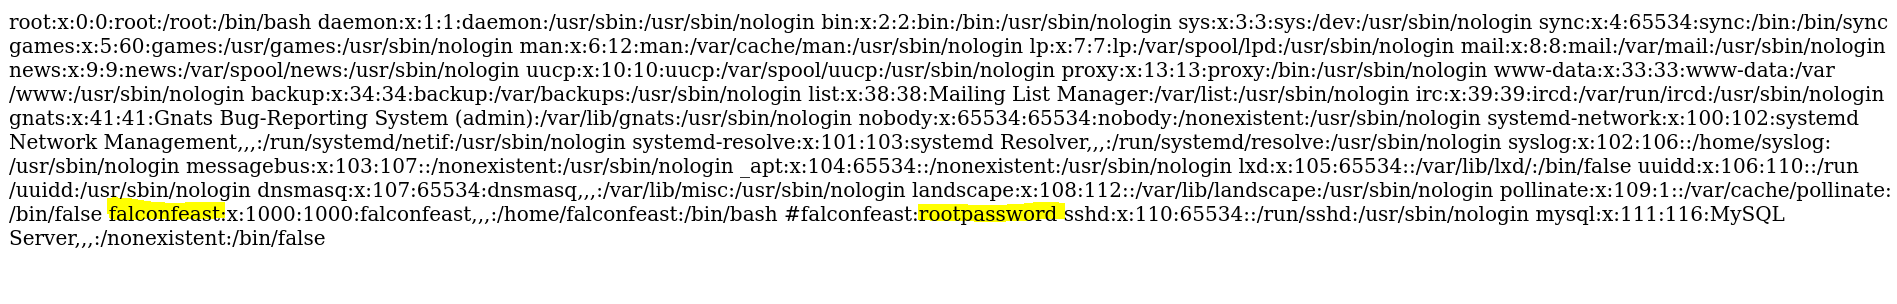 root:x:0:0:root:/root:/bin/bash daemon:x:1:1:daemon:/usr/sbin:/usr/sbin/nologin bin:x:2:2:bin:/bin:/usr/sbin/nologin sys:x:3:3:sys:/dev:/usr/sbin/nologin sync:x:4:65534:sync:/bin:/bin/sync
games:x:5:60:games:/usr/games:/usr/sbin/nologin man:x:6:12:man:/var/cache/man:/usr/sbin/nologin lp:x:7:7:lp:/var/spool/lpd:/usr/sbin/nologin mail:x:8:8:mail:/var/mail:/usr/sbin/nologin
news:x:9:9:news:/var/spool/news:/usr/sbin/nologin uucp:x:10:10:uucp:/var/spool/uucp:/usr/sbin/nologin proxy:x:13:13:proxy:/bin:/usr/sbin/nologin www-data:x:33:33:www-data:/var
/www:/usr/sbin/nologin backup:x:34:34:backup:/var/backups:/usr/sbin/nologin list:x:38:38:Mailing List Manager:/var/list:/usr/sbin/nologin irc:x:39:39:ircd:/var/run/ircd:/usr/sbin/nologin
gnats:x:41:41:Gnats Bug-Reporting System (admin):/var/lib/gnats:/usr/sbin/nologin nobody:x:65534:65534:nobody:/nonexistent:/usr/sbin/nologin systemd-network:x:100:102:systemd
Network Management,,,:/run/systemd/netif:/usr/sbin/nologin systemd-resolve:x:101:103:systemd Resolver,,,:/run/systemd/resolve:/usr/sbin/nologin syslog:x:102:106::/home/syslog:
/usr/sbin/nologin messagebus:x:103:107::/nonexistent:/usr/sbin/nologin _apt:x:104:65534::/nonexistent:/usr/sbin/nologin lxd:x:105:65534::/var/lib/lxd/:/bin/false uuidd:x:106:110::/run
/uuidd:/usr/sbin/nologin dnsmasq:x:107:65534:dnsmasq,,,:/var/lib/misc:/usr/sbin/nologin landscape:x:108:112::/var/lib/landscape:/usr/sbin/nologin pollinate:x:109:1::/var/cache/pollinate:
/bin/false falconfeast:x:1000:1000:falconfeast,,,:/home/falconfeast:/bin/bash #falconfeast:rootpassword sshd:x:110:65534::/run/sshd:/usr/sbin/nologin mysql:x:111:116:MySQL
Server,,,:/nonexistent:/bin/false